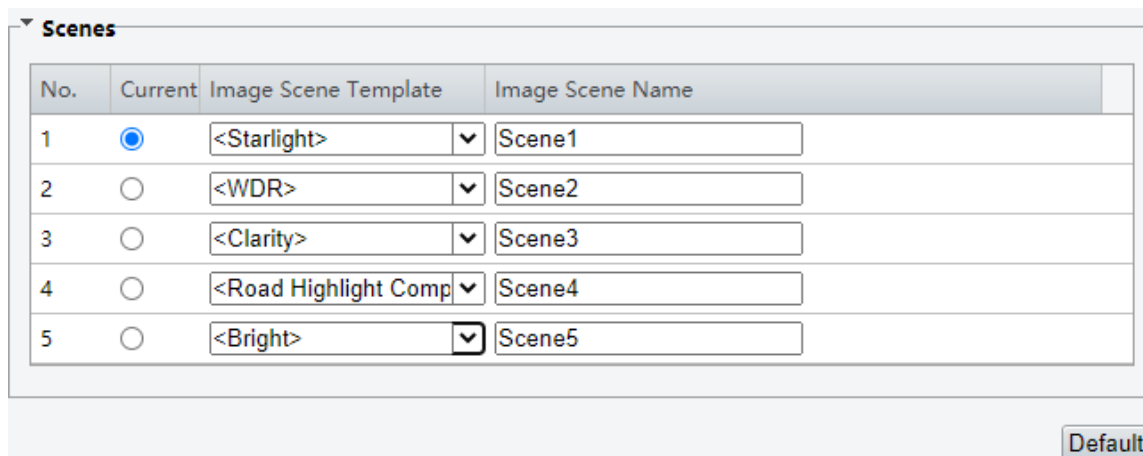 Scenes
No. Current Image Scene Template Image Scene Name
1 <Starlight> Scene1
2 <WDR> Scene2
3 <Clarity> Scene3
4 <Road Highlight Comp Scene4
5 <Bright> Scene5
Default